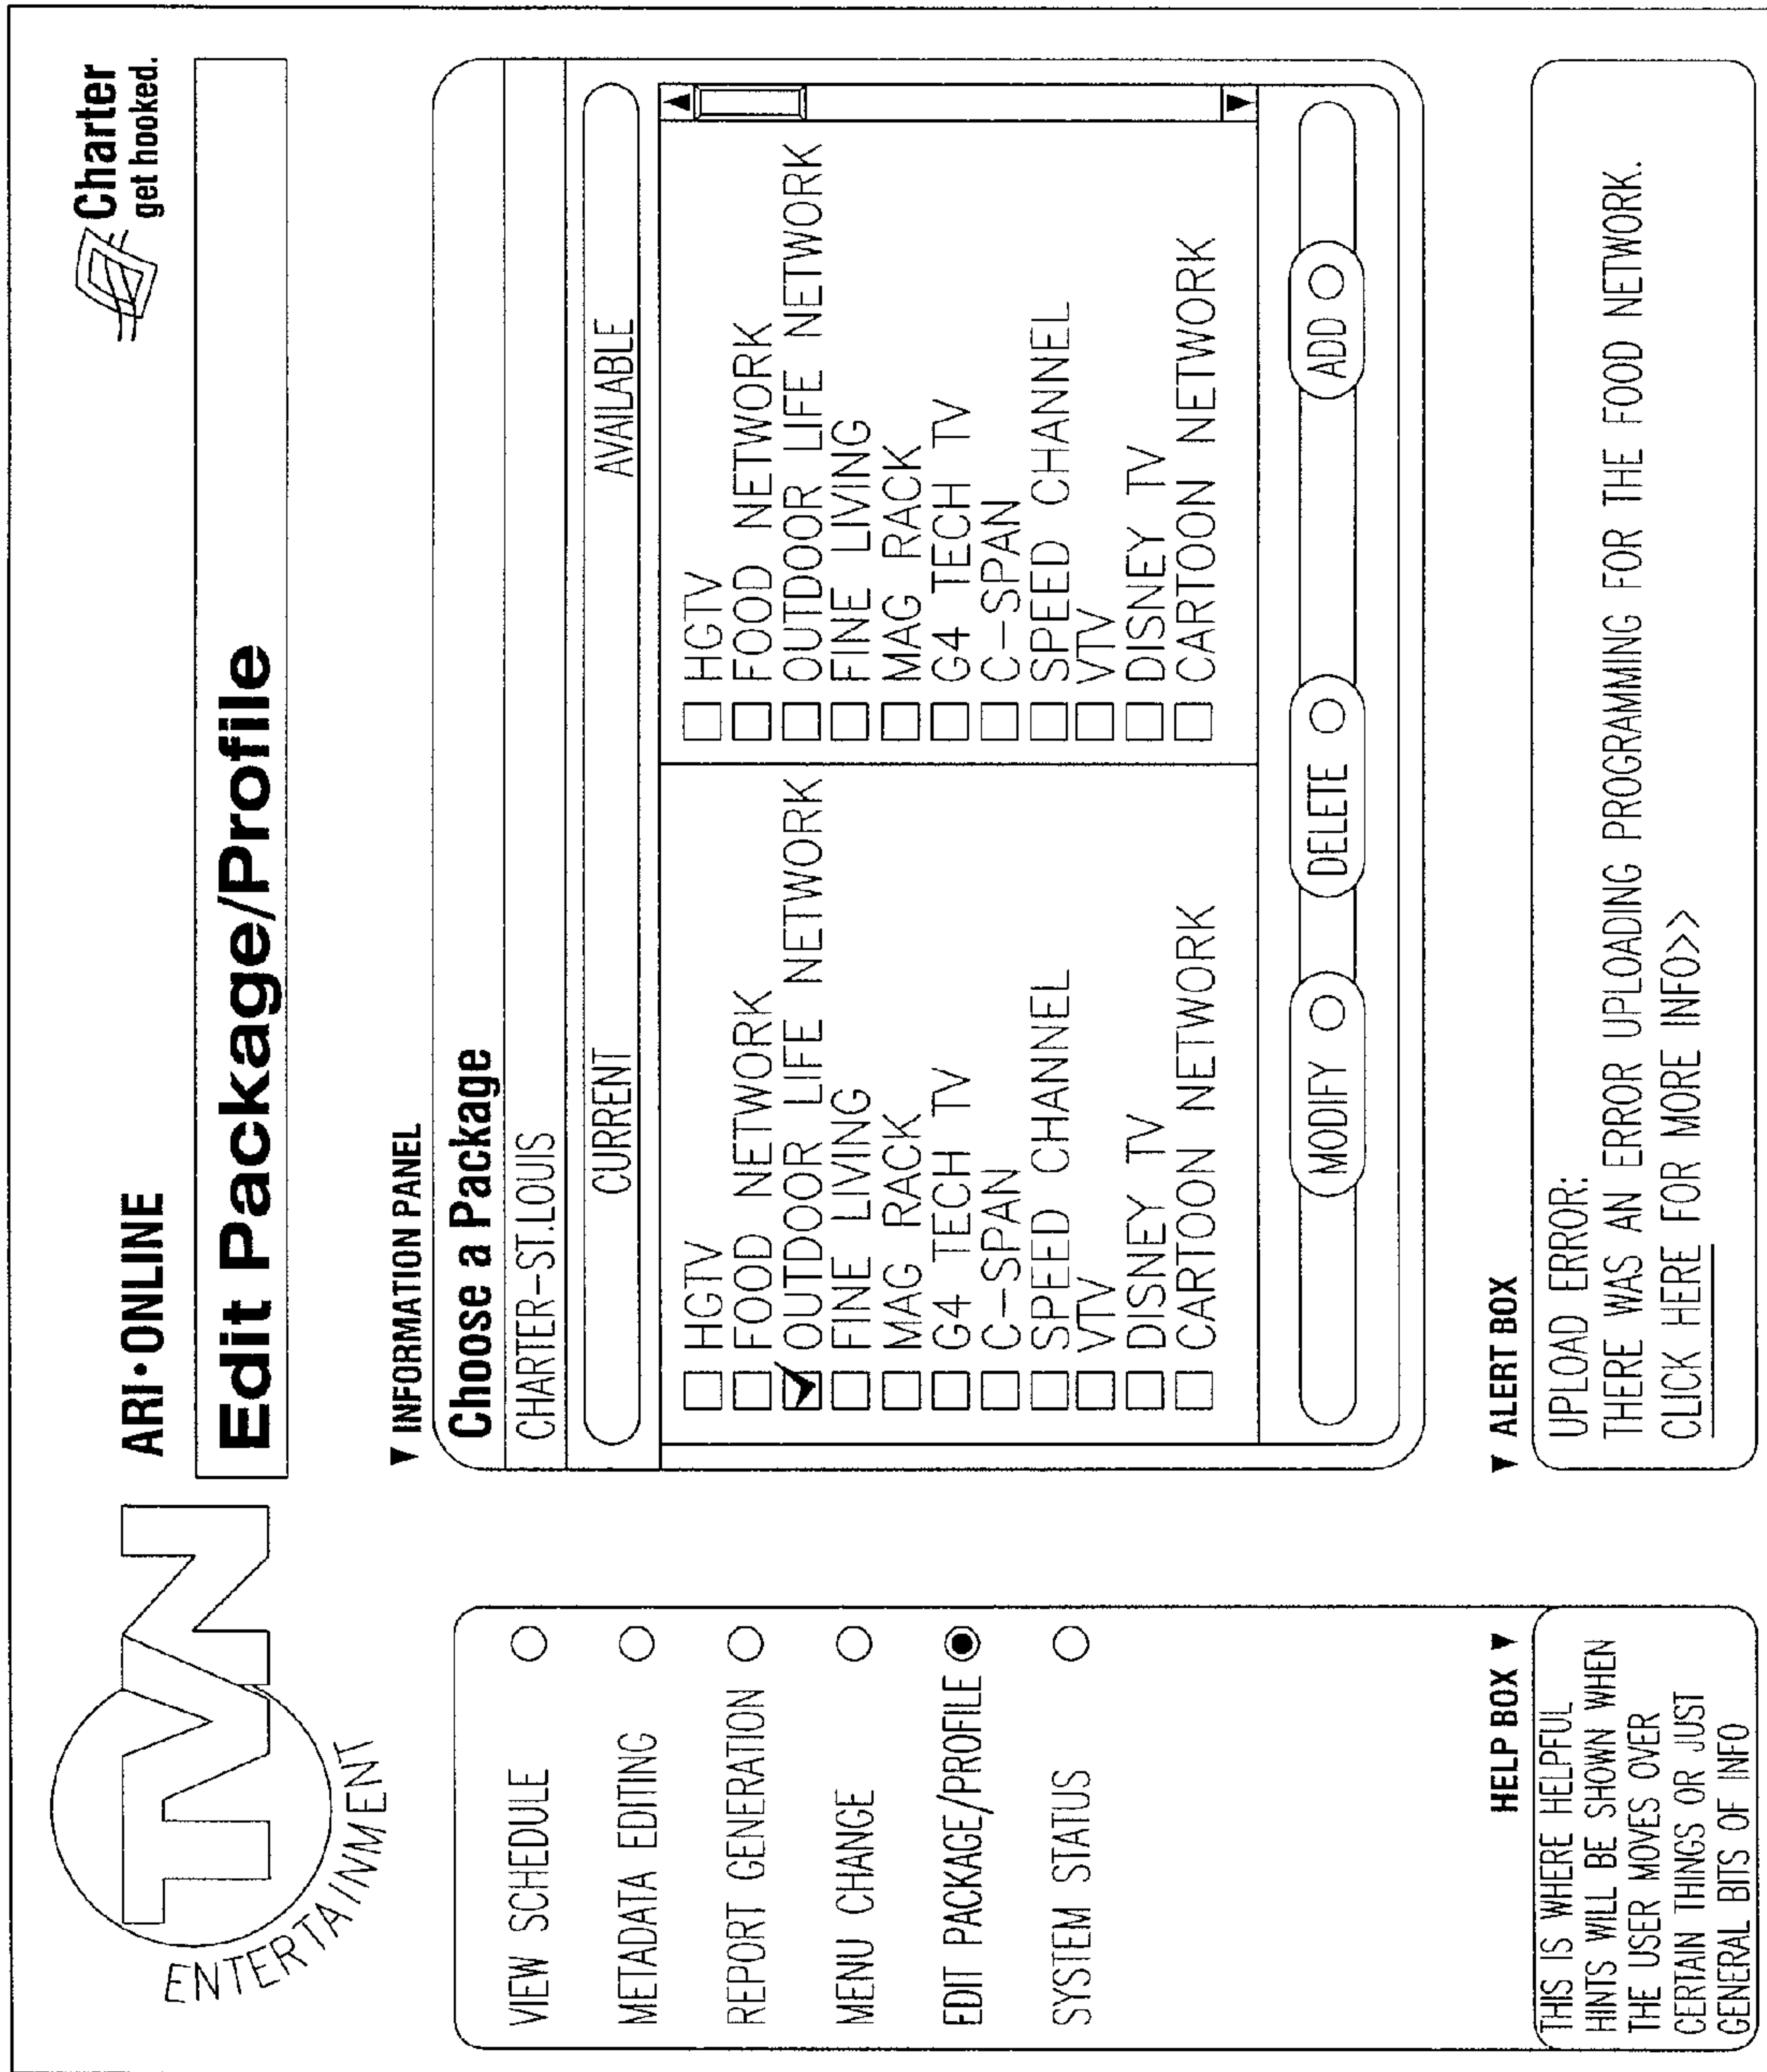 TVN
ENTERTAINMENT
ARI•ONLINE
Charter
get hooked.
Edit Package/Profile
VIEW SCHEDULE
METADATA EDITING
REPORT GENERATION
MENU CHANGE
EDIT PACKAGE/PROFILE
SYSTEM STATUS
HELP BOX ▼
THIS IS WHERE HELPFUL
HINTS WILL BE SHOWN WHEN
THE USER MOVES OVER
CERTAIN THINGS OR JUST
GENERAL BITS OF INFO
▼ INFORMATION PANEL
Choose a Package
CHARTER-ST.LOUIS
CURRENT
HGTV
FOOD NETWORK
OUTDOOR LIFE NETWORK
FINE LIVING
MAG RACK
G4 TECH TV
C-SPAN
SPEED CHANNEL
VTV
DISNEY TV
CARTOON NETWORK
AVAILABLE
HGTV
FOOD NETWORK
OUTDOOR LIFE NETWORK
FINE LIVING
MAG RACK
G4 TECH TV
C-SPAN
SPEED CHANNEL
VTV
DISNEY TV
CARTOON NETWORK
MODIFY
DELETE
ADD
▼ ALERT BOX
UPLOAD ERROR:
THERE WAS AN ERROR UPLOADING PROGRAMMING FOR THE FOOD NETWORK.
CLICK HERE FOR MORE INFO>>